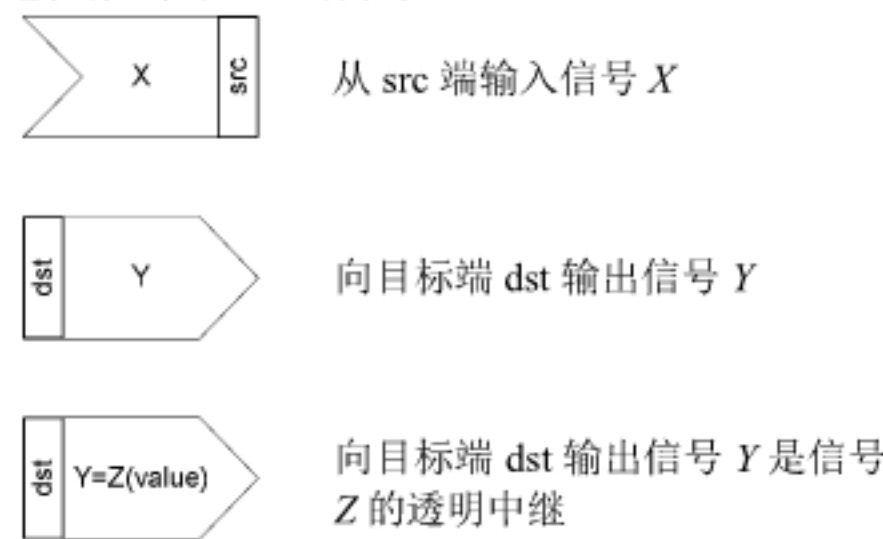 X src 从 src 端输入信号 X
dst Y 向目标端 dst 输出信号 Y
dst Y=Z(value) 向目标端 dst 输出信号 Y 是信号
Z 的透明中继